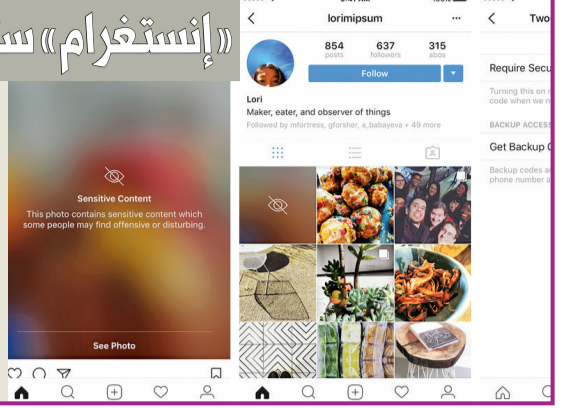 «إنستغرام»
Sensitive Content
This photo contains sensitive content which
some people may find offensive or disturbing.
See Photo
lorimipsum
854
637
315
posts
followers
abos
Follow
Lori
Maker, eater, and observer of things
Followed by mfortress, gforsher, a_babayeva + 49 more
Two
Require Secu
Turning this on
code when we
BACKUP ACCESS
Get Backup
Backup codes
phone number